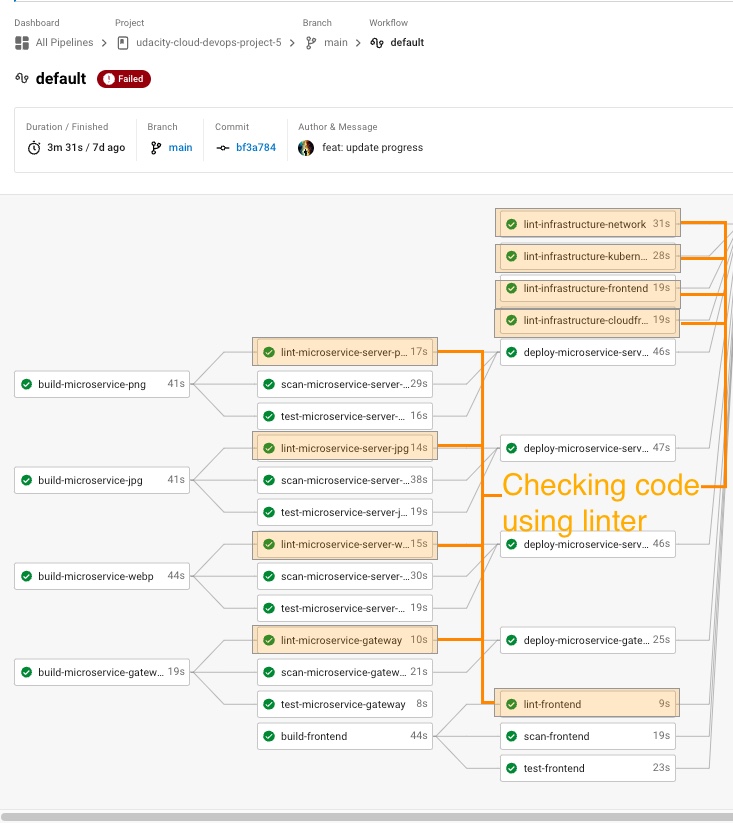 Dashboard Project Branch Workflow
All Pipelines udacity-cloud-devops-project-5 main default
default Failed
Duration / Finished Branch Commit Author & Message
3m 31s / 7d ago main bf3a784 feat: update progress
lint-infrastructure-network 31s
lint-infrastructure-kubern... 28s
lint-infrastructure-frontend 19s
lint-infrastructure-cloudfr... 19s
lint-microservice-server-p... 17s deploy-microservice-serv... 46s
build-microservice-png 41s scan-microservice-server-... 29s
test-microservice-server-... 16s
lint-microservice-server-jpg 14s deploy-microservice-serv... 47s
build-microservice-jpg 41s scan-microservice-server-... 38s
Checking code
test-microservice-server-j... 19s
using linter
lint-microservice-server-w... 15s deploy-microservice-serv... 46s
build-microservice-webp 44s scan-microservice-server-... 30s
test-microservice-server-... 19s
lint-microservice-gateway 10s deploy-microservice-gate... 25s
build-microservice-gatew... 19s scan-microservice-gatew... 21s
test-microservice-gateway 8s lint-frontend 9s
build-frontend 44s scan-frontend 19s
test-frontend 23s